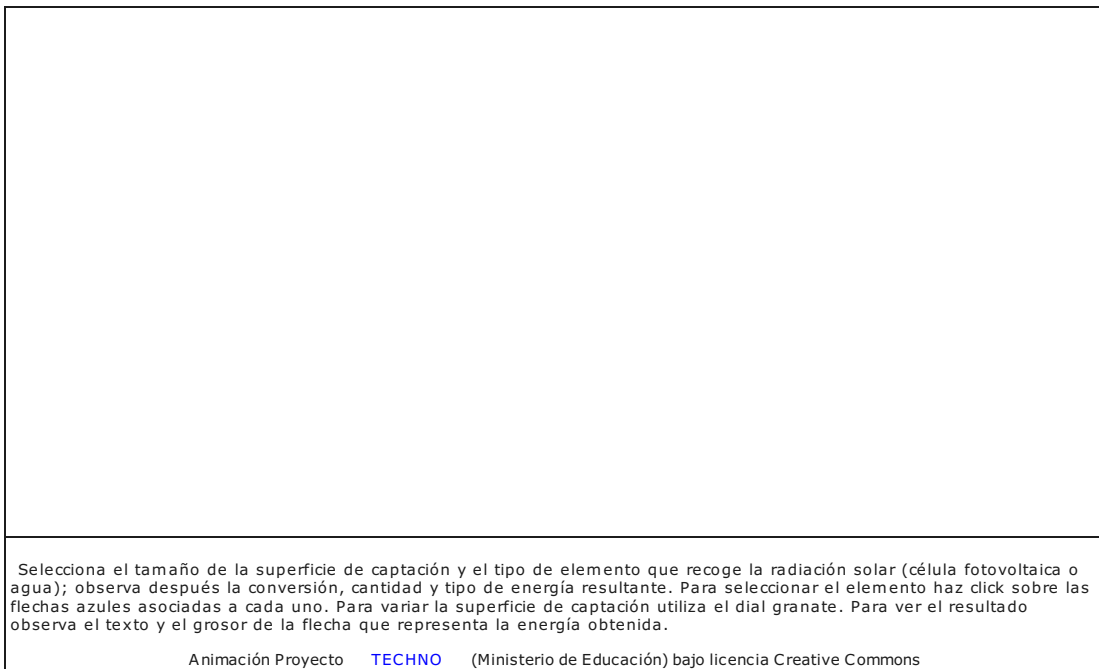 Selecciona el tamaño de la superficie de captación y el tipo de elemento que recoge la radiación solar (célula fotovoltaica o
agua); observa después la conversión, cantidad y tipo de energía resultante. Para seleccionar el elemento haz click sobre las
flechas azules asociadas a cada uno. Para variar la superficie de captación utiliza el dial granate. Para ver el resultado
observa el texto y el grosor de la flecha que representa la energía obtenida.
Animación Proyecto TECHNO (Ministerio de Educación) bajo licencia Creative Commons